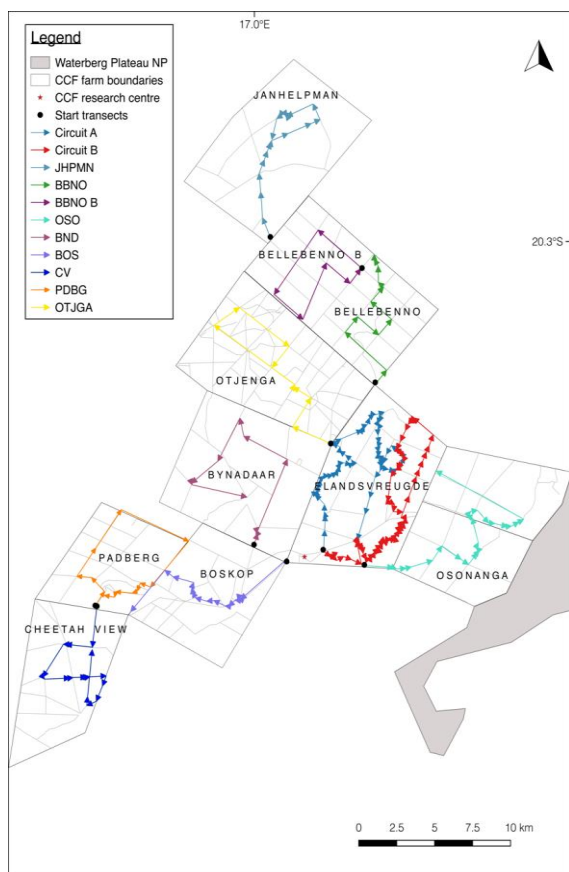 17.0°E
Legend
Waterberg Plateau NP
CCF farm boundaries
CCF research centre
Start transects
Circuit A
Circuit B
JHPMN
BBNO
BBNO B
OSO
BND
BOS
CV
PDBG
OTJGA
JANHELPMAN
20.3°S
BELLEBENNO B
BELLEBENNO
OTJENGA
BYNADAAR
ELANDSVREUGDE
PADBERG
BOSKOP
OSONANGA
CHEETAH VIEW
0 2.5 5 7.5 10 km